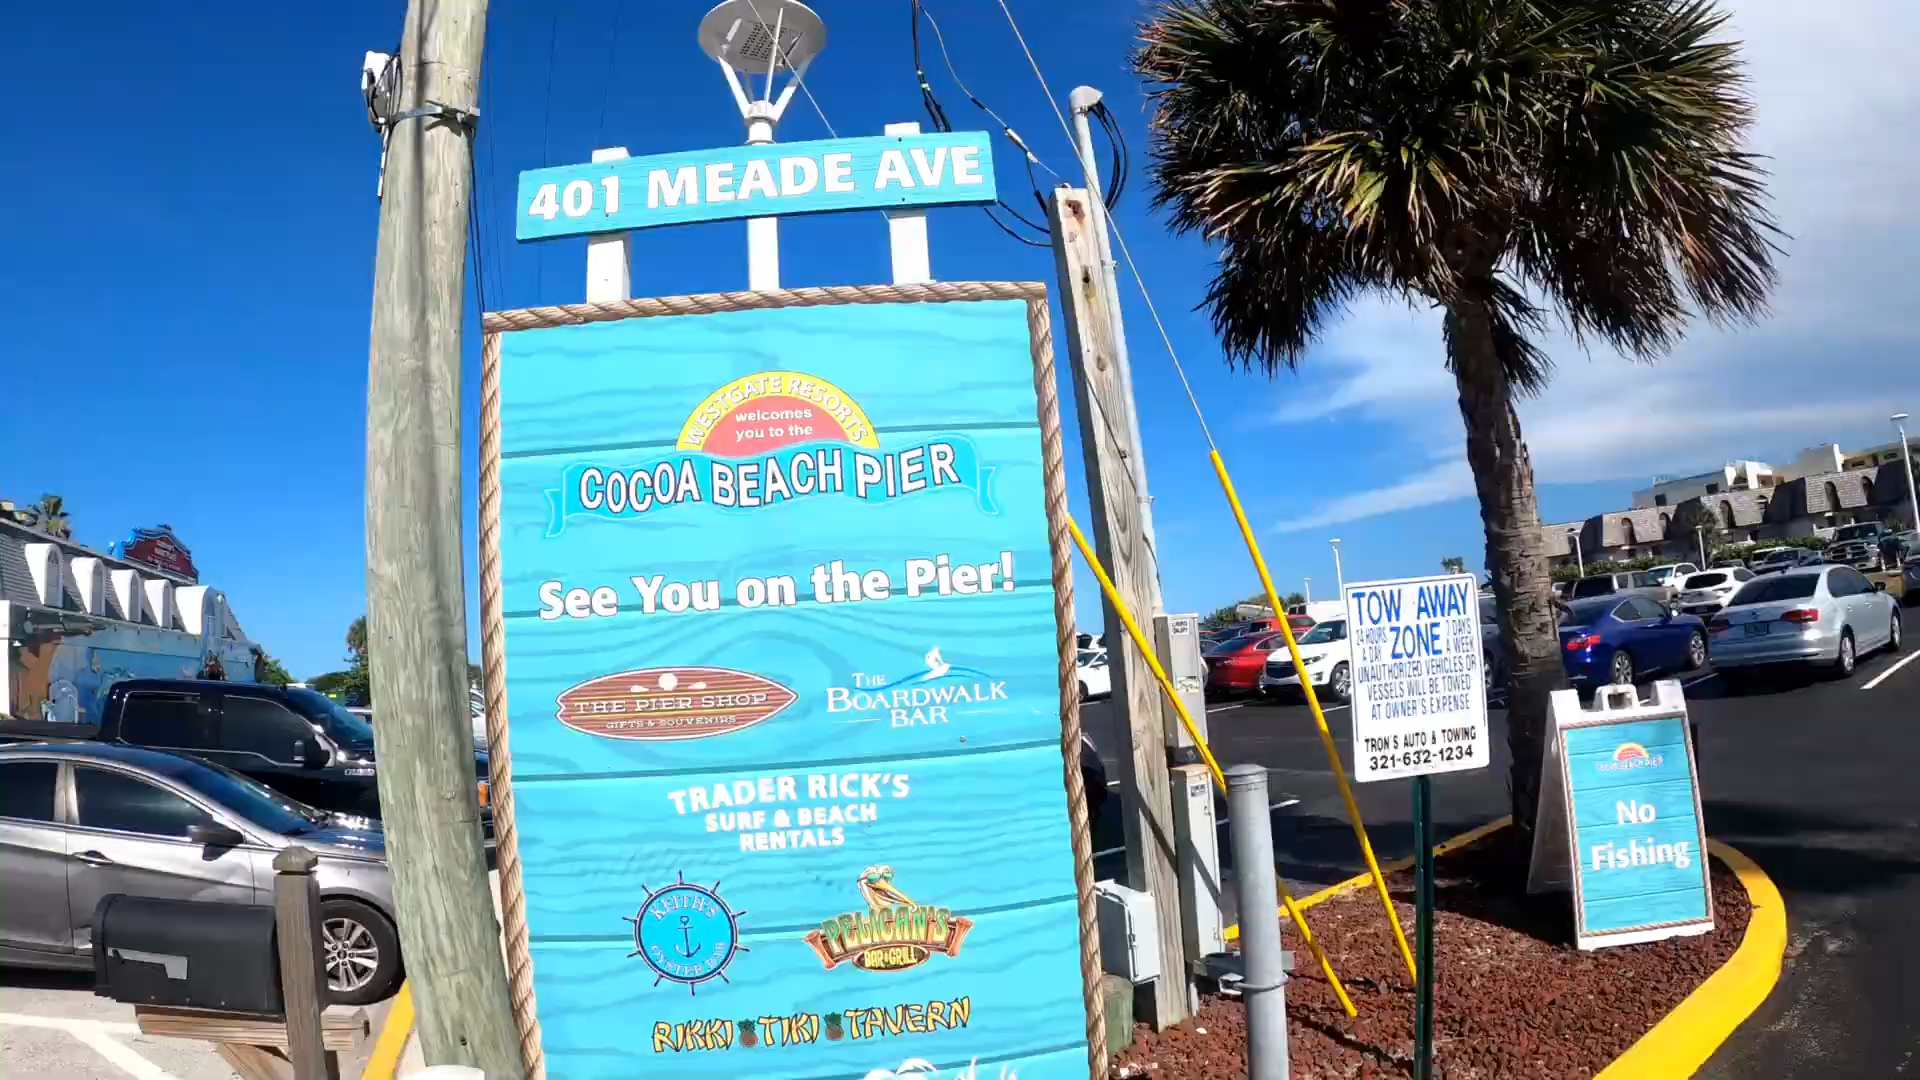 401 MEADE AVE
WESTGATE RESORTS
welcomes
you to the
COCOA BEACH PIER
See You on the Pier!
THE PIER SHOP
GIFTS & SOUVENIRS
THE
BOARDWALK
BAR
TRADER RICK'S
SURF & BEACH
RENTALS
KEITH'S
OYSTER BAR
PELICAN'S
BAR & GRILL
RIKKI TIKI TAVERN
TOW AWAY
24 HOURS A DAY ZONE 7 DAYS A WEEK
UNAUTHORIZED VEHICLES OR
VESSELS WILL BE TOWED
AT OWNER'S EXPENSE
TRON'S AUTO & TOWING
321-632-1234
COCOA BEACH PIER
No
Fishing